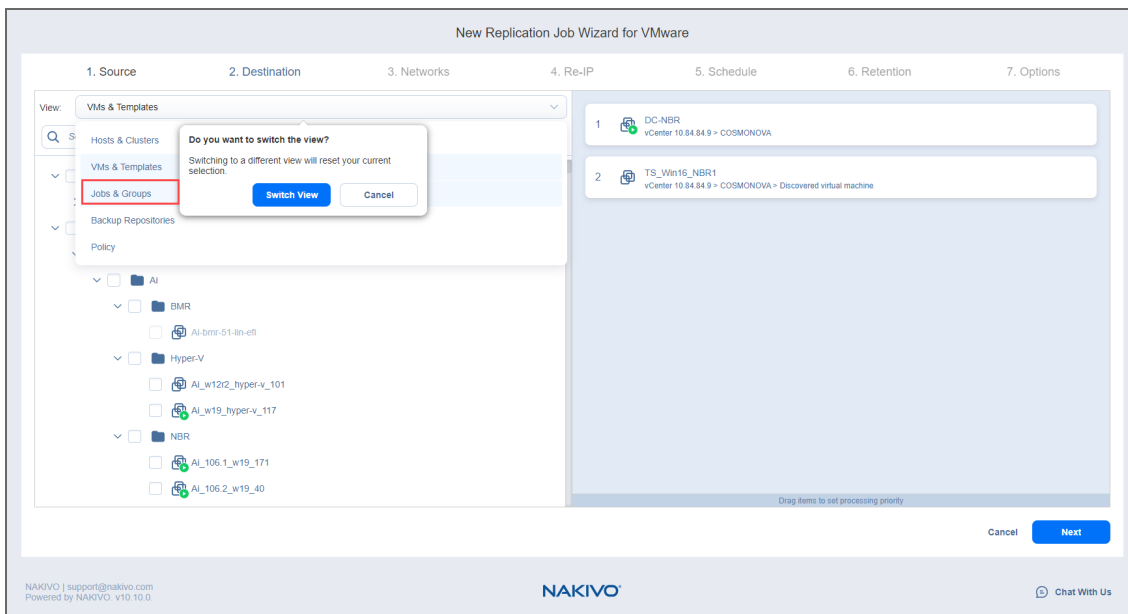 New Replication Job Wizard for VMware
1. Source
2. Destination
3. Networks
4. Re-IP
5. Schedule
6. Retention
7. Options
View:
VMs & Templates
S
Hosts & Clusters
VMs & Templates
Jobs & Groups
Backup Repositories
Policy
Do you want to switch the view?
Switching to a different view will reset your current
selection.
Switch View
Cancel
AI
BMR
Ai-bmr-51-lin-efi
Hyper-V
Ai_w12r2_hyper-v_101
Ai_w19_hyper-v_117
NBR
Ai_106.1_w19_171
Ai_106.2_w19_40
1
DC-NBR
vCenter 10.84.84.9 > COSMONOVA
2
TS_Win16_NBR1
vCenter 10.84.84.9 > COSMONOVA > Discovered virtual machine
Drag items to set processing priority
Cancel
Next
NAKIVO | support@nakivo.com
Powered by NAKIVO. v10.10.0.
NAKIVO®
Chat With Us